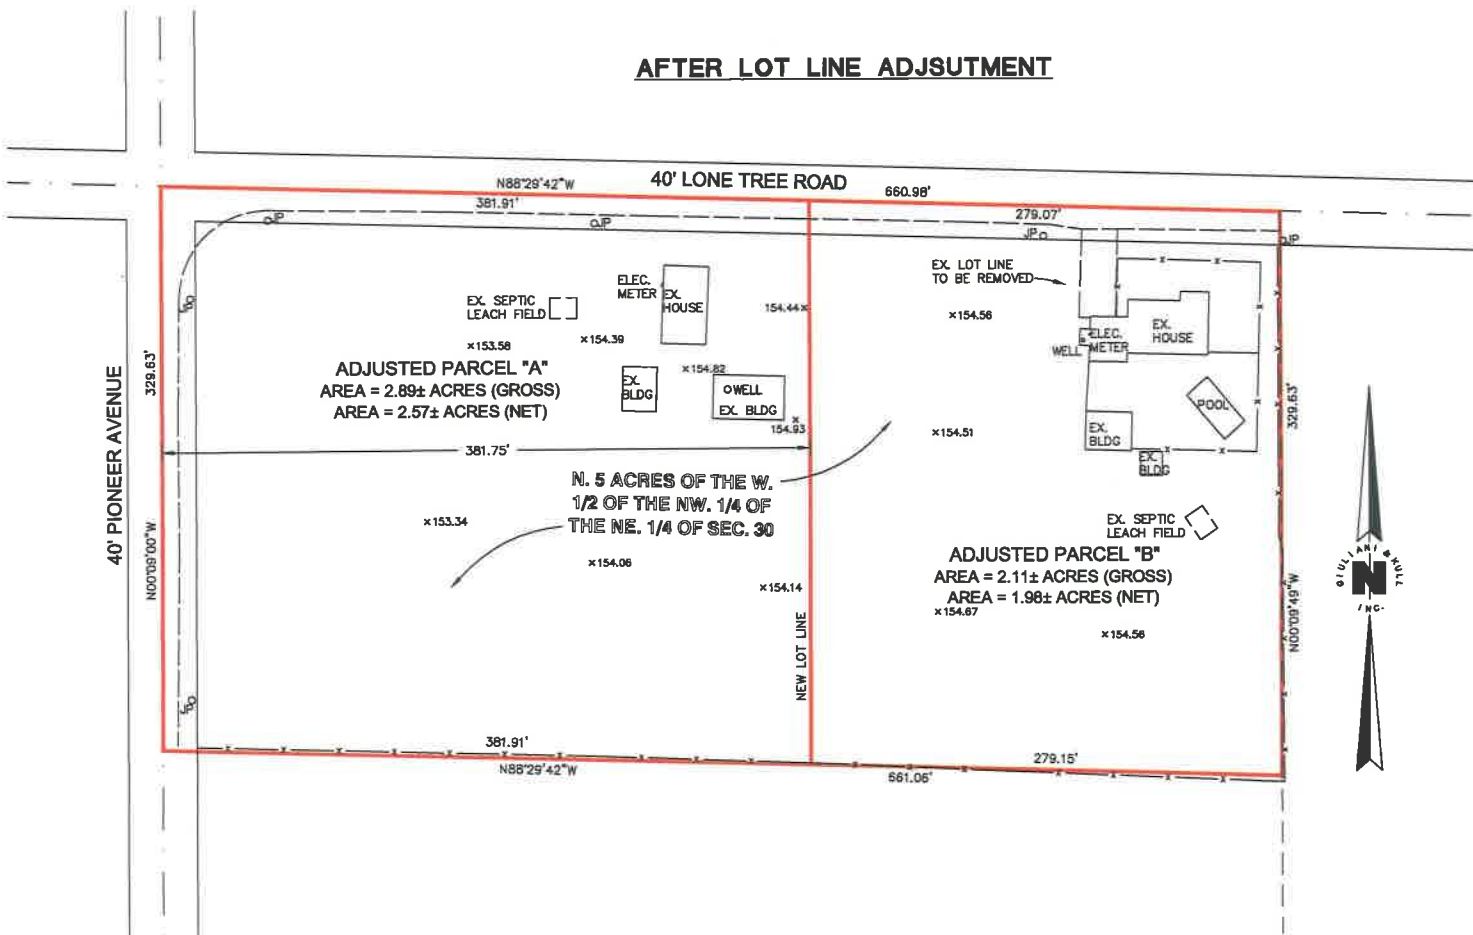 AFTER LOT LINE ADJSUTMENT
N88°29'42"W
40' LONE TREE ROAD
660.98'
381.91'
279.07'
JP
JP
JP
JP
EX. LOT LINE
TO BE REMOVED
ELEC.
METER
EX.
HOUSE
EX. SEPTIC
LEACH FIELD
154.44
154.56
154.39
153.58
ELEC.
METER
EX.
HOUSE
WELL
ADJUSTED PARCEL "A"
AREA = 2.89± ACRES (GROSS)
AREA = 2.57± ACRES (NET)
154.82
EX.
BLDG
WELL
EX. BLDG
154.93
154.51
POOL
EX.
BLDG
EX.
BLDG
329.63'
40' PIONEER AVENUE
N00°09'00"W
JPO
JPO
381.75'
N. 5 ACRES OF THE W.
1/2 OF THE NW. 1/4 OF
THE NE. 1/4 OF SEC. 30
153.34
154.06
154.14
NEW LOT LINE
EX. SEPTIC
LEACH FIELD
ADJUSTED PARCEL "B"
AREA = 2.11± ACRES (GROSS)
AREA = 1.98± ACRES (NET)
154.67
154.56
329.63'
N00°09'49"W
GIULIANI & KULL
N
INC.
381.91'
N88°29'42"W
279.15'
661.06'